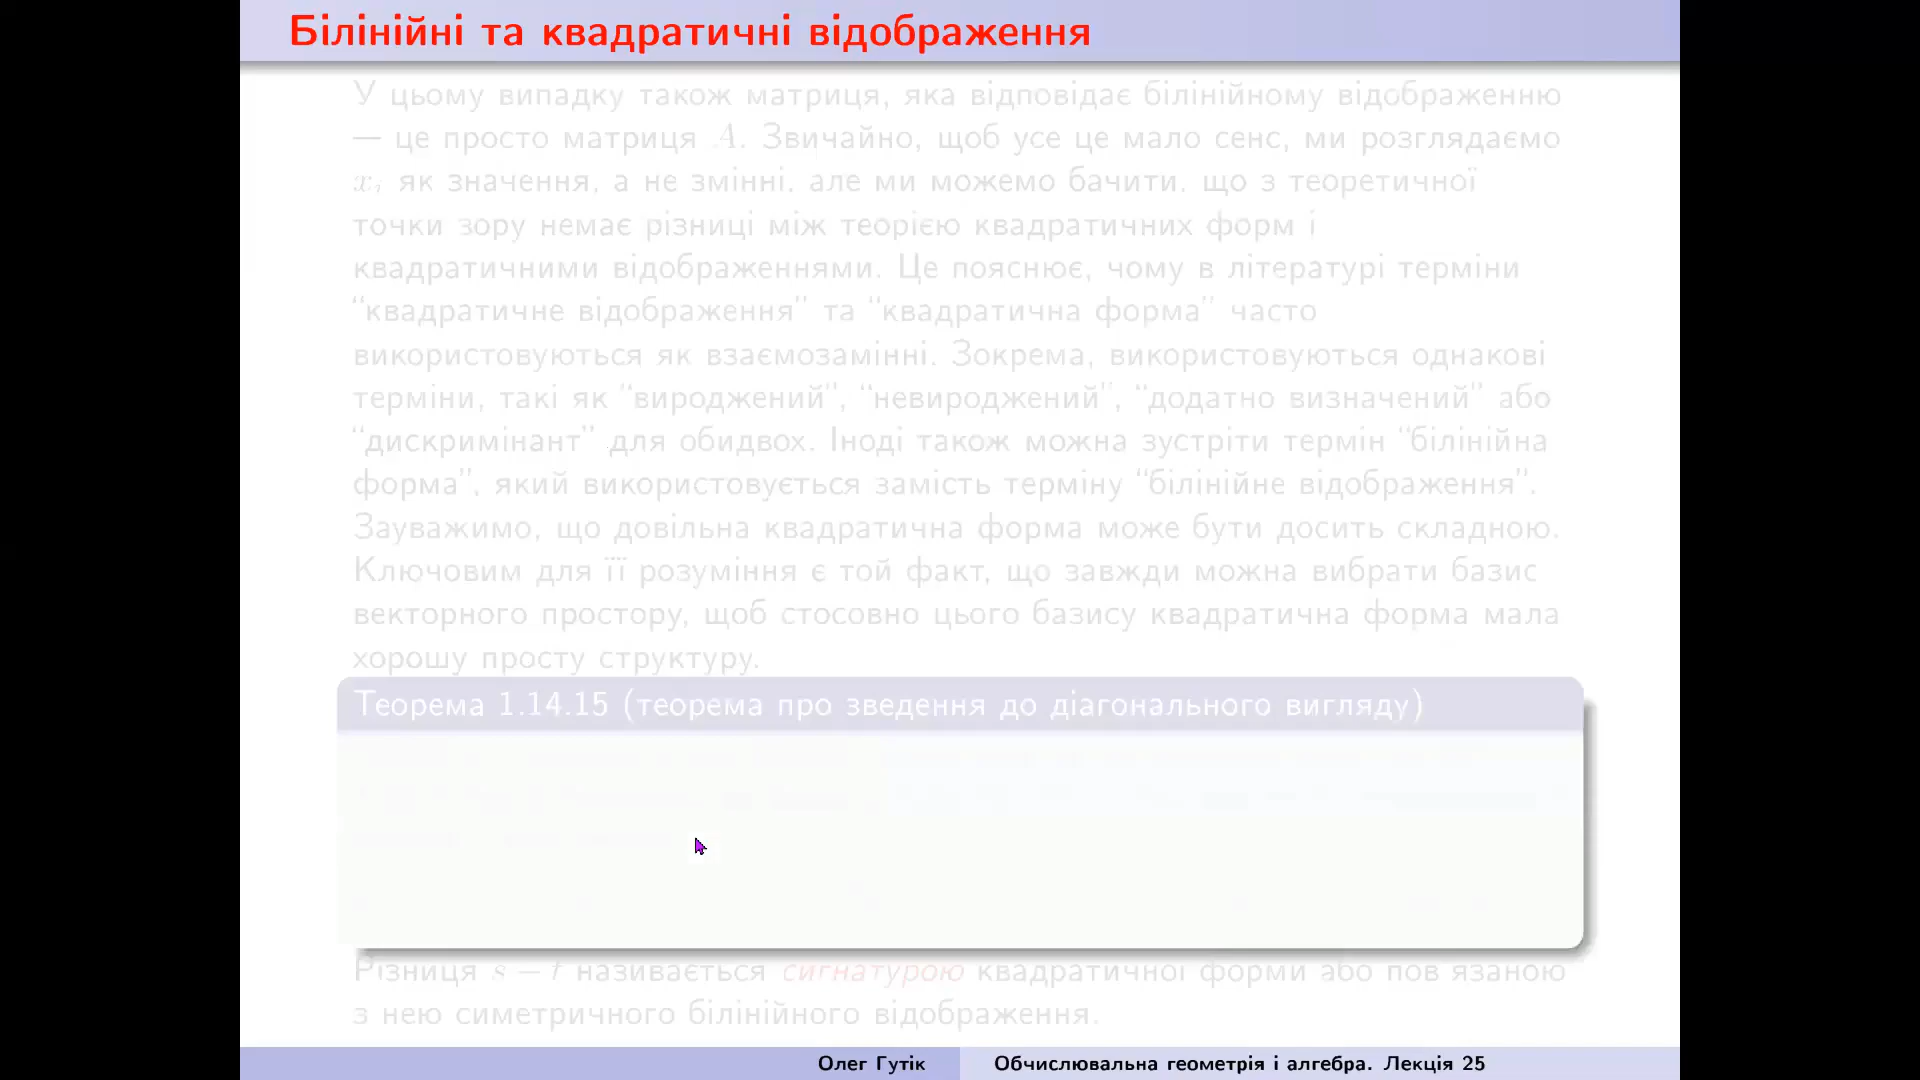 Білінійні та квадратичні відображення
У цьому випадку також матриця, яка відповідає білінійному відображенню
— це просто матриця A. Звичайно, щоб усе це мало сенс, ми розглядаємо
xᵢ як значення, а не змінні, але ми можемо бачити, що з теоретичної
точки зору немає різниці між теорією квадратичних форм і
квадратичними відображеннями. Це пояснює, чому в літературі терміни
“квадратичне відображення” та “квадратична форма” часто
використовуються як взаємозамінні. Зокрема, використовуються однакові
терміни, такі як “вироджений”, “невироджений”, “додатно визначений” або
“дискримінант” для обидвох. Іноді також можна зустріти термін “білінійна
форма”, який використовується замість терміну “білінійне відображення”.
Зауважимо, що довільна квадратична форма може бути досить складною.
Ключовим для її розуміння є той факт, що завжди можна вибрати базис
векторного простору, щоб стосовно цього базису квадратична форма мала
хорошу просту структуру.
Теорема 1.14.15 (теорема про зведення до діагонального вигляду)
Різниця s − t називається сигнатурою квадратичної форми або пов'язаною
з нею симетричного білінійного відображення.
Олег Гутік Обчислювальна геометрія і алгебра. Лекція 25